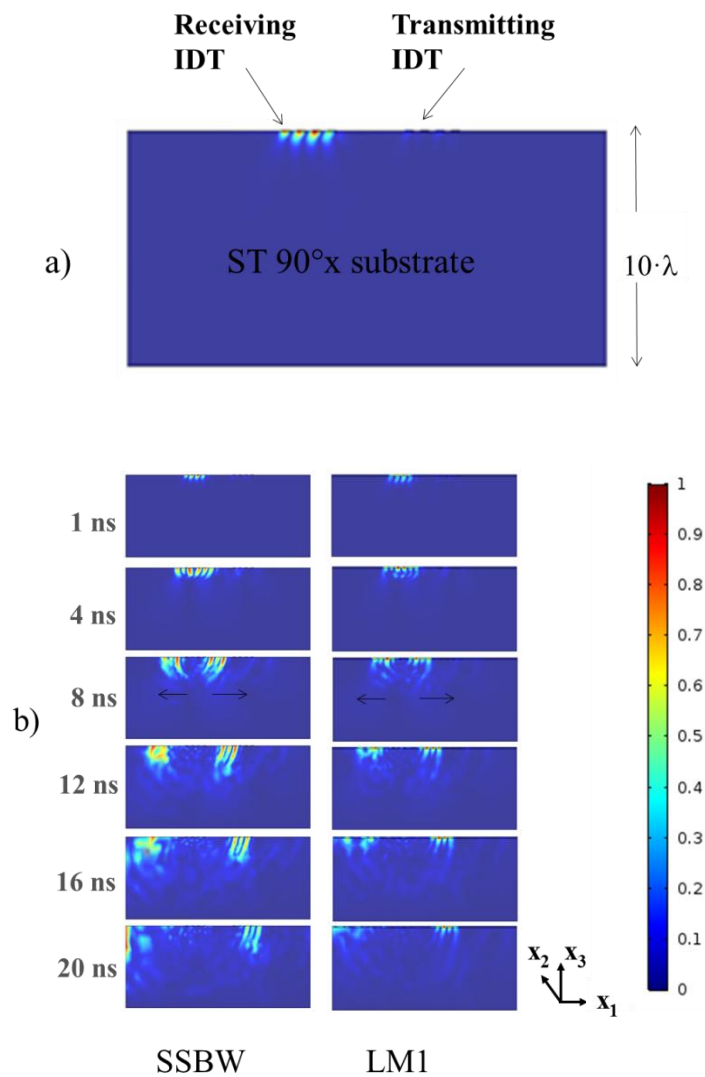 Receiving IDT
Transmitting IDT
a)
ST 90°x substrate
10·λ
b)
1 ns
4 ns
8 ns
12 ns
16 ns
20 ns
1
0.9
0.8
0.7
0.6
0.5
0.4
0.3
0.2
0.1
0
x₂ x₃
x₁
SSBW LM1